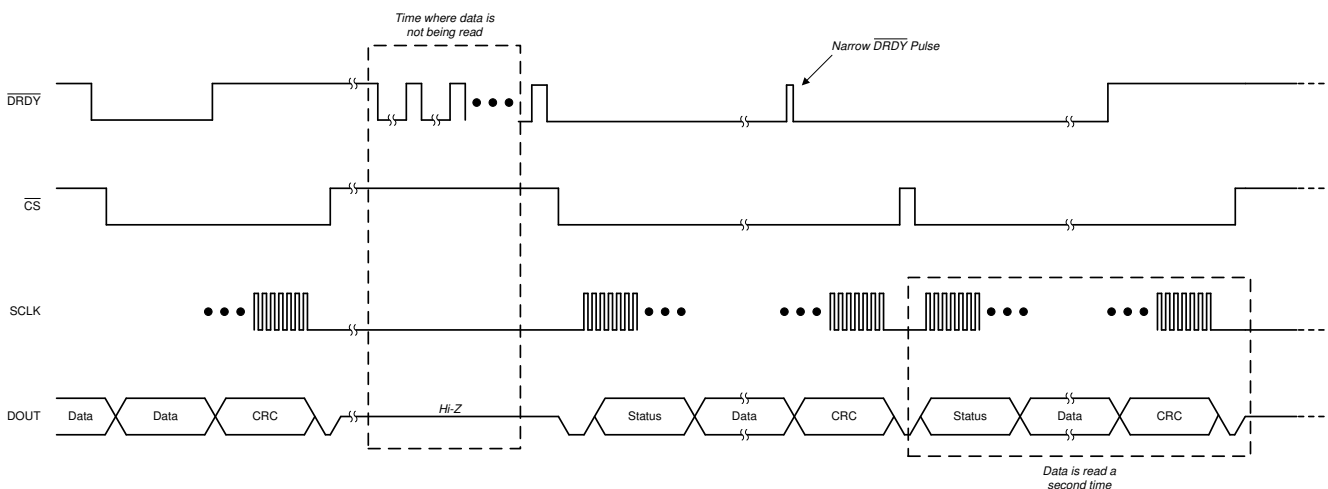 Time where data is
not being read
Narrow DRDY Pulse
DRDY
CS
SCLK
DOUT Data Data CRC Hi-Z Status Data CRC Status Data CRC
Data is read a
second time